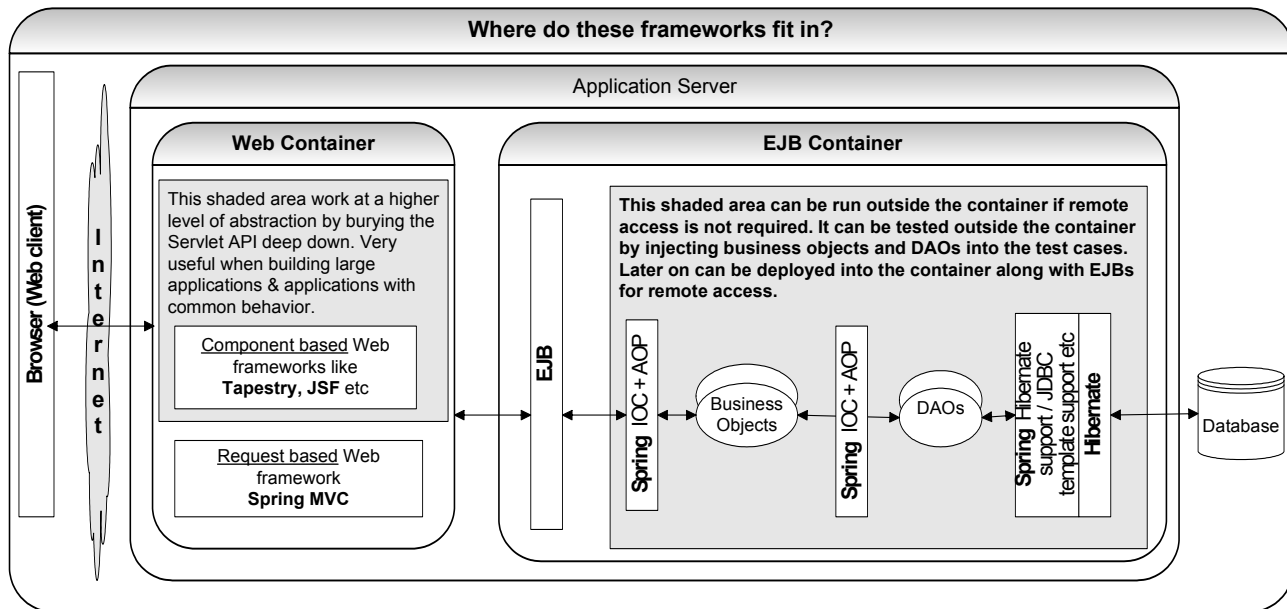 Where do these frameworks fit in?
Application Server
Browser (Web client)
Internet
Web Container
This shaded area work at a higher
level of abstraction by burying the
Servlet API deep down. Very
useful when building large
applications & applications with
common behavior.
Component based Web
frameworks like
Tapestry, JSF etc
Request based Web
framework
Spring MVC
EJB Container
EJB
This shaded area can be run outside the container if remote
access is not required. It can be tested outside the container
by injecting business objects and DAOs into the test cases.
Later on can be deployed into the container along with EJBs
for remote access.
Spring IOC + AOP
Business
Objects
Spring IOC + AOP
DAOs
Spring Hibernate
support / JDBC
template support etc
Hibernate
Database